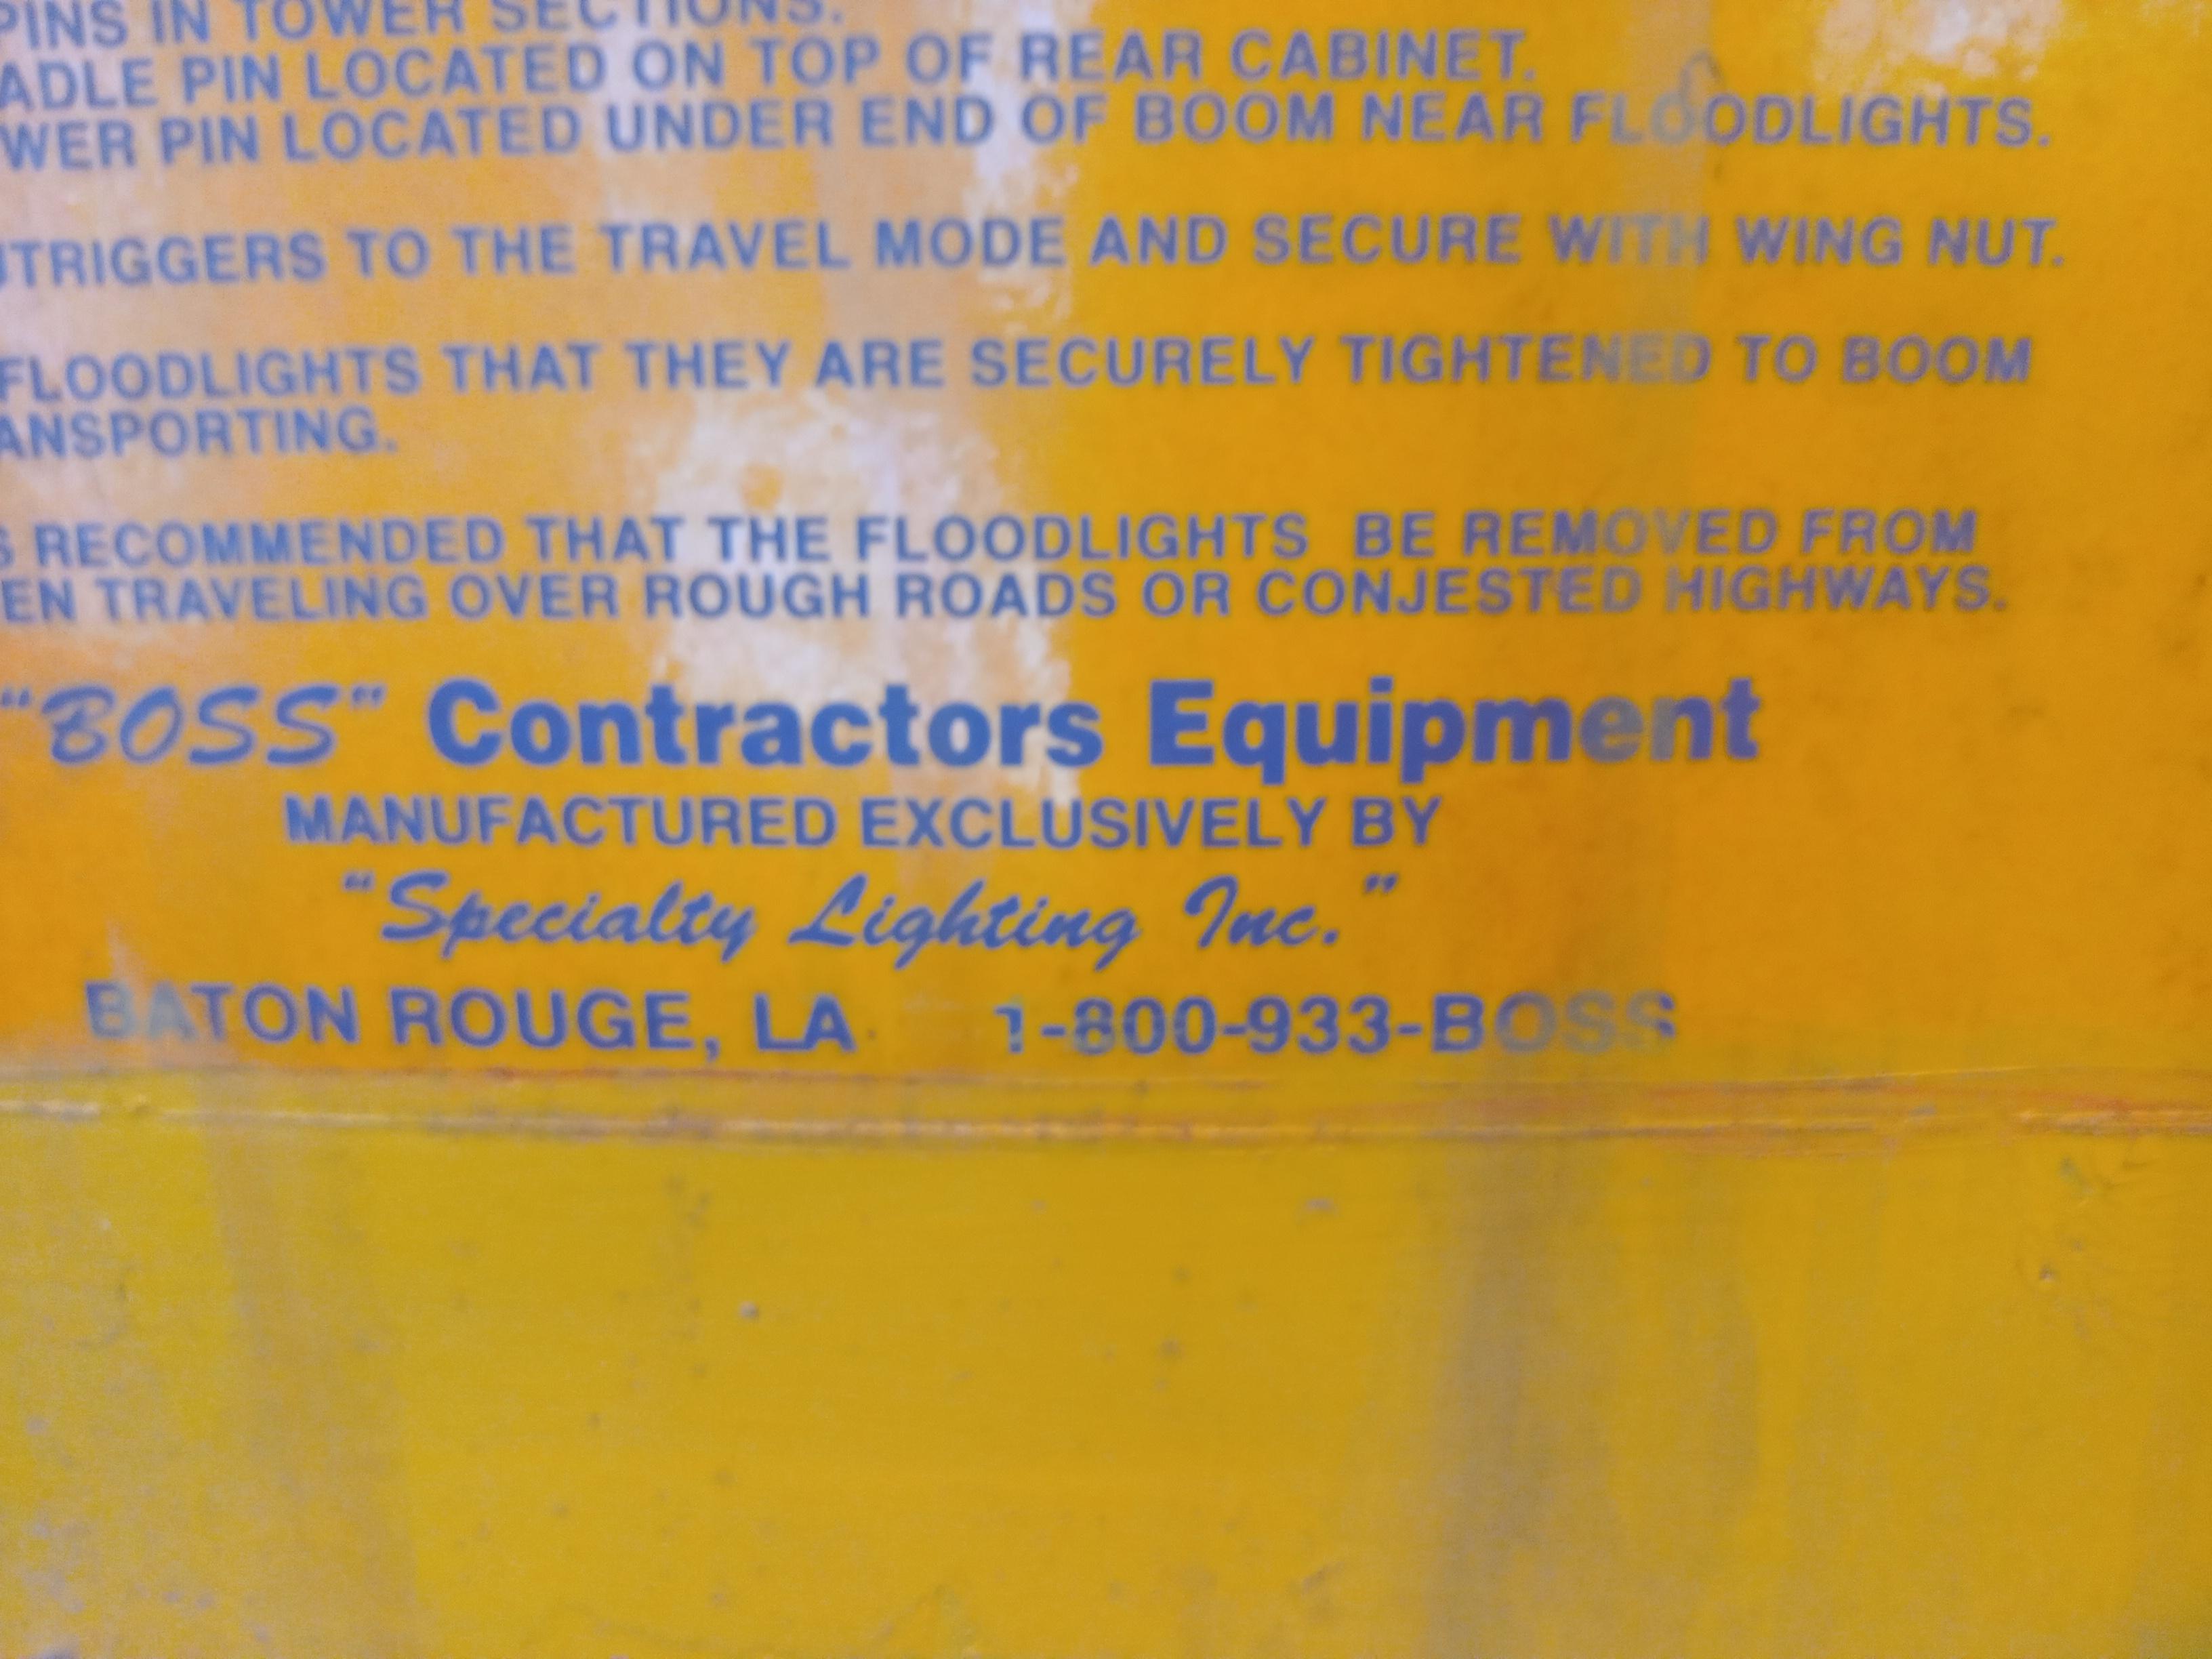 PINS IN TOWER SECTIONS.
ADLE PIN LOCATED ON TOP OF REAR CABINET.
WER PIN LOCATED UNDER END OF BOOM NEAR FLOODLIGHTS.
UTRIGGERS TO THE TRAVEL MODE AND SECURE WITH WING NUT.
FLOODLIGHTS THAT THEY ARE SECURELY TIGHTENED TO BOOM
ANSPORTING.
S RECOMMENDED THAT THE FLOODLIGHTS BE REMOVED FROM
EN TRAVELING OVER ROUGH ROADS OR CONJESTED HIGHWAYS.
"BOSS" Contractors Equipment
MANUFACTURED EXCLUSIVELY BY
"Specialty Lighting Inc."
BATON ROUGE, LA 1-800-933-BOSS